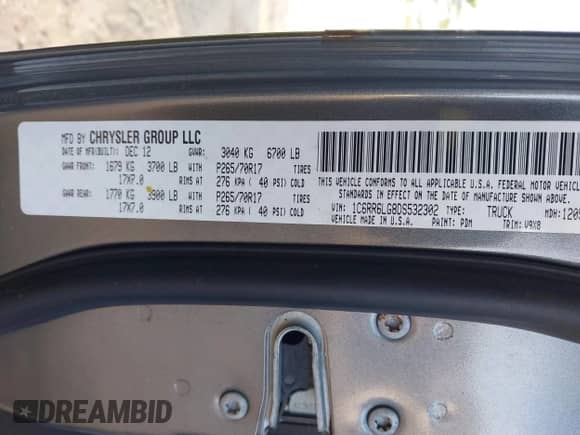 MFD BY CHRYSLER GROUP LLC
DATE OF MFR(BUILT): DEC 12 GVWR: 3040 KG 6700 LB
GAWR FRONT: 1679 KG 3700 LB WITH P265/70R17 TIRES
17X7.0 RIMS AT 276 KPA ( 40 PSI) COLD
GAWR REAR: 1770 KG 3900 LB WITH P265/70R17 TIRES
17X7.0 RIMS AT 276 KPA ( 40 PSI) COLD
THIS VEHICLE CONFORMS TO ALL APPLICABLE U.S.A. FEDERAL MOTOR
STANDARDS IN EFFECT ON THE DATE OF MANUFACTURE SHOWN ABOVE.
VIN: 1C6RR6LG8DS532302 TYPE: TRUCK MDH: 1209
VEHICLE MADE IN U.S.A. PAINT: PDM TRIM: V9X8
DREAMBID